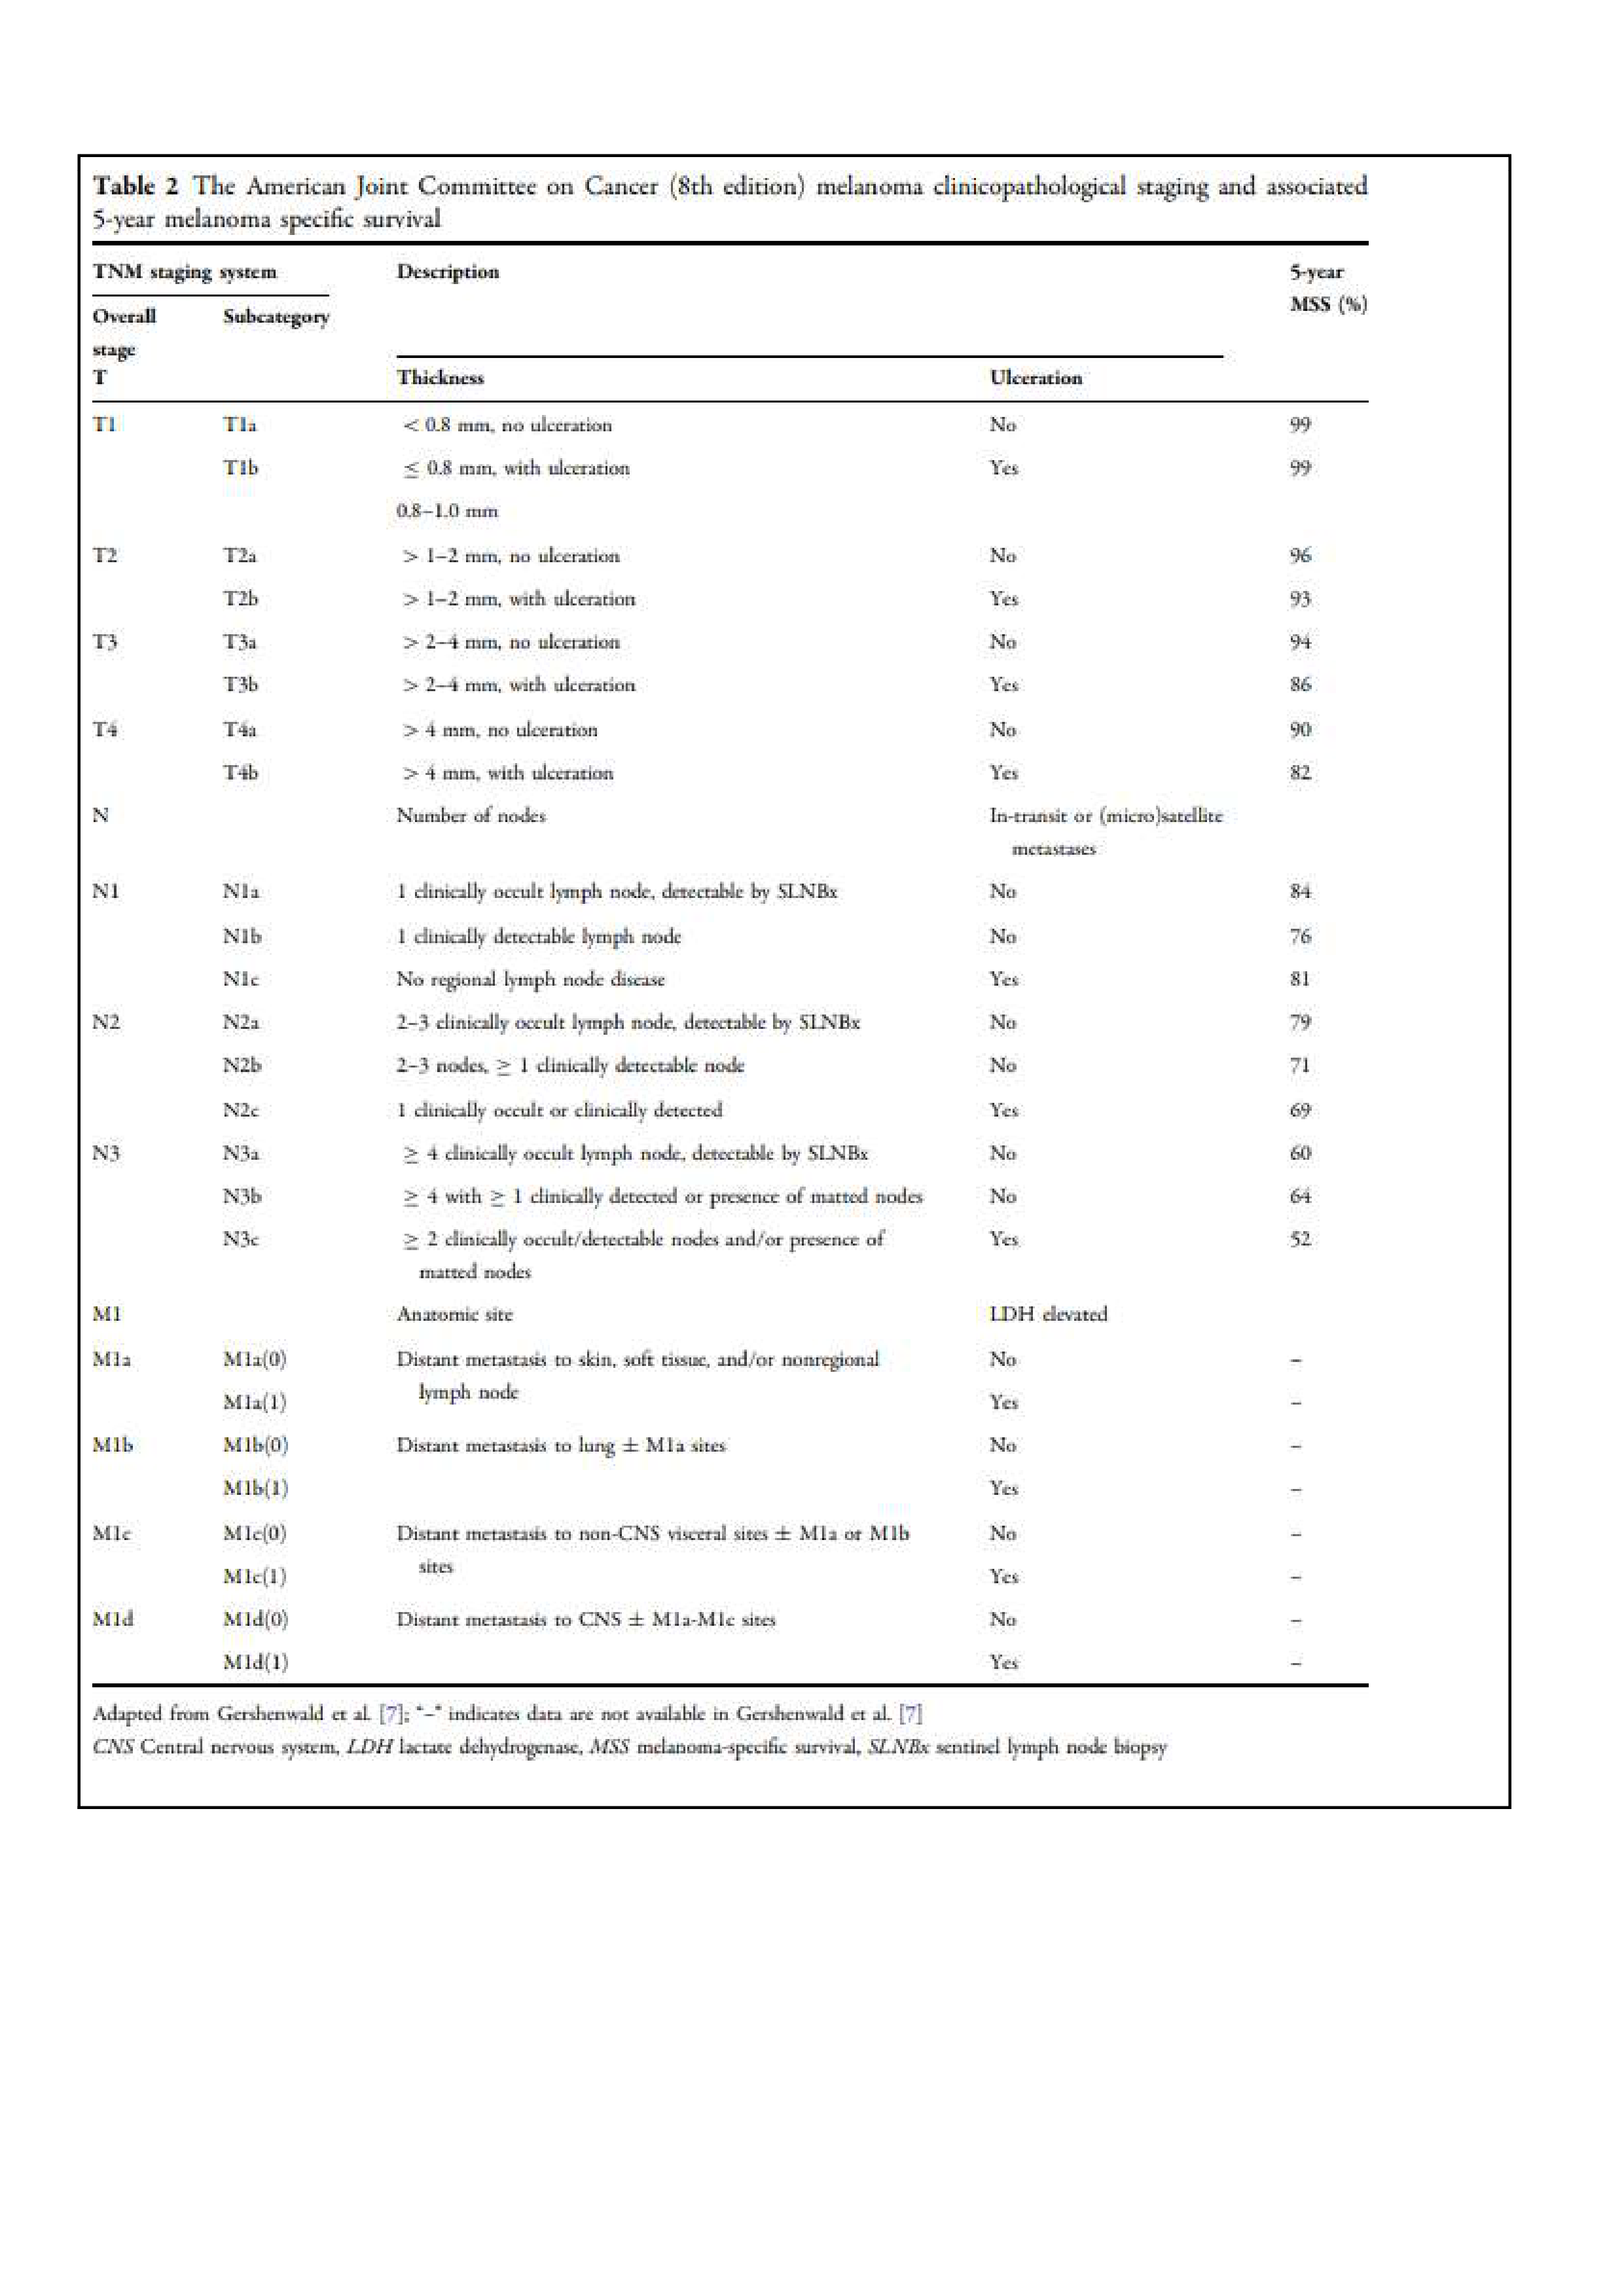 Table 2 The American Joint Committee on Cancer (8th edition) melanoma clinicopathological staging and associated
5-year melanoma specific survival
TNM staging system Description 5-year
MSS (%)
Overall Subcategory
stage
T Thickness Ulceration
T1 T1a < 0.8 mm, no ulceration No 99
T1b ≤ 0.8 mm, with ulceration Yes 99
0.8–1.0 mm
T2 T2a > 1–2 mm, no ulceration No 96
T2b > 1–2 mm, with ulceration Yes 93
T3 T3a > 2–4 mm, no ulceration No 94
T3b > 2–4 mm, with ulceration Yes 86
T4 T4a > 4 mm, no ulceration No 90
T4b > 4 mm, with ulceration Yes 82
N Number of nodes In-transit or (micro)satellite
metastases
N1 N1a 1 clinically occult lymph node, detectable by SLNBx No 84
N1b 1 clinically detectable lymph node No 76
N1c No regional lymph node disease Yes 81
N2 N2a 2–3 clinically occult lymph node, detectable by SLNBx No 79
N2b 2–3 nodes, ≥ 1 clinically detectable node No 71
N2c 1 clinically occult or clinically detected Yes 69
N3 N3a ≥ 4 clinically occult lymph node, detectable by SLNBx No 60
N3b ≥ 4 with ≥ 1 clinically detected or presence of matted nodes No 64
N3c ≥ 2 clinically occult/detectable nodes and/or presence of Yes 52
matted nodes
M1 Anatomic site LDH elevated
M1a M1a(0) Distant metastasis to skin, soft tissue, and/or nonregional No –
lymph node
M1a(1) Yes –
M1b M1b(0) Distant metastasis to lung ± M1a sites No –
M1b(1) Yes –
M1c M1c(0) Distant metastasis to non-CNS visceral sites ± M1a or M1b No –
sites
M1c(1) Yes –
M1d M1d(0) Distant metastasis to CNS ± M1a-M1c sites No –
M1d(1) Yes –
Adapted from Gershenwald et al. [7]; "–" indicates data are not available in Gershenwald et al. [7]
CNS Central nervous system, LDH lactate dehydrogenase, MSS melanoma-specific survival, SLNBx sentinel lymph node biopsy